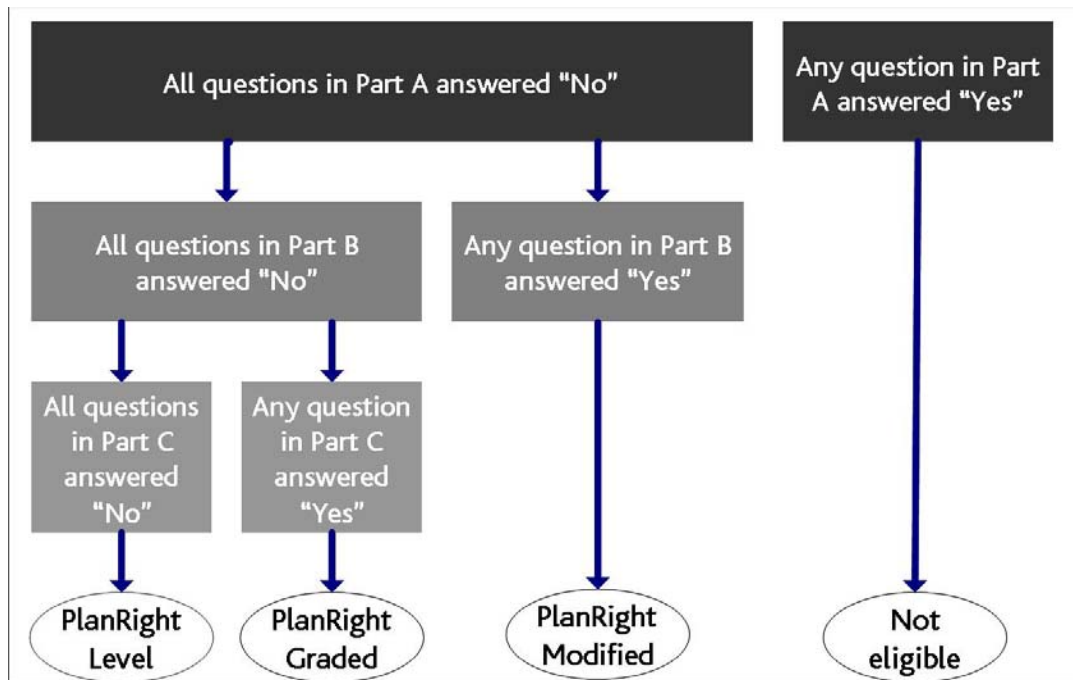 All questions in Part A answered “No”
Any question in Part
A answered “Yes”
All questions in Part B
answered “No”
Any question in Part B
answered “Yes”
All questions
in Part C
answered
“No”
Any question
in Part C
answered
“Yes”
PlanRight
Level
PlanRight
Graded
PlanRight
Modified
Not
eligible